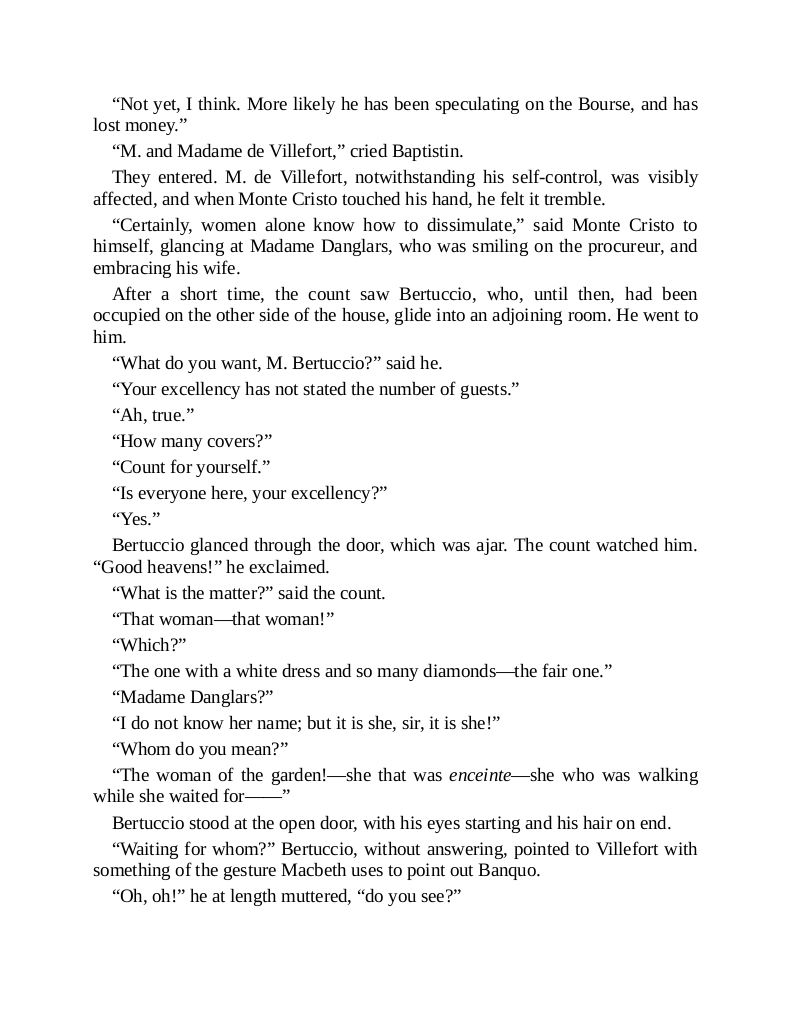 “Not yet, I think. More likely he has been speculating on the Bourse, and has
lost money.”
“M. and Madame de Villefort,” cried Baptistin.
They entered. M. de Villefort, notwithstanding his self-control, was visibly
affected, and when Monte Cristo touched his hand, he felt it tremble.
“Certainly, women alone know how to dissimulate,” said Monte Cristo to
himself, glancing at Madame Danglars, who was smiling on the procureur, and
embracing his wife.
After a short time, the count saw Bertuccio, who, until then, had been
occupied on the other side of the house, glide into an adjoining room. He went to
him.
“What do you want, M. Bertuccio?” said he.
“Your excellency has not stated the number of guests.”
“Ah, true.”
“How many covers?”
“Count for yourself.”
“Is everyone here, your excellency?”
“Yes.”
Bertuccio glanced through the door, which was ajar. The count watched him.
“Good heavens!” he exclaimed.
“What is the matter?” said the count.
“That woman—that woman!”
“Which?”
“The one with a white dress and so many diamonds—the fair one.”
“Madame Danglars?”
“I do not know her name; but it is she, sir, it is she!”
“Whom do you mean?”
“The woman of the garden!—she that was enceinte—she who was walking
while she waited for——”
Bertuccio stood at the open door, with his eyes starting and his hair on end.
“Waiting for whom?” Bertuccio, without answering, pointed to Villefort with
something of the gesture Macbeth uses to point out Banquo.
“Oh, oh!” he at length muttered, “do you see?”